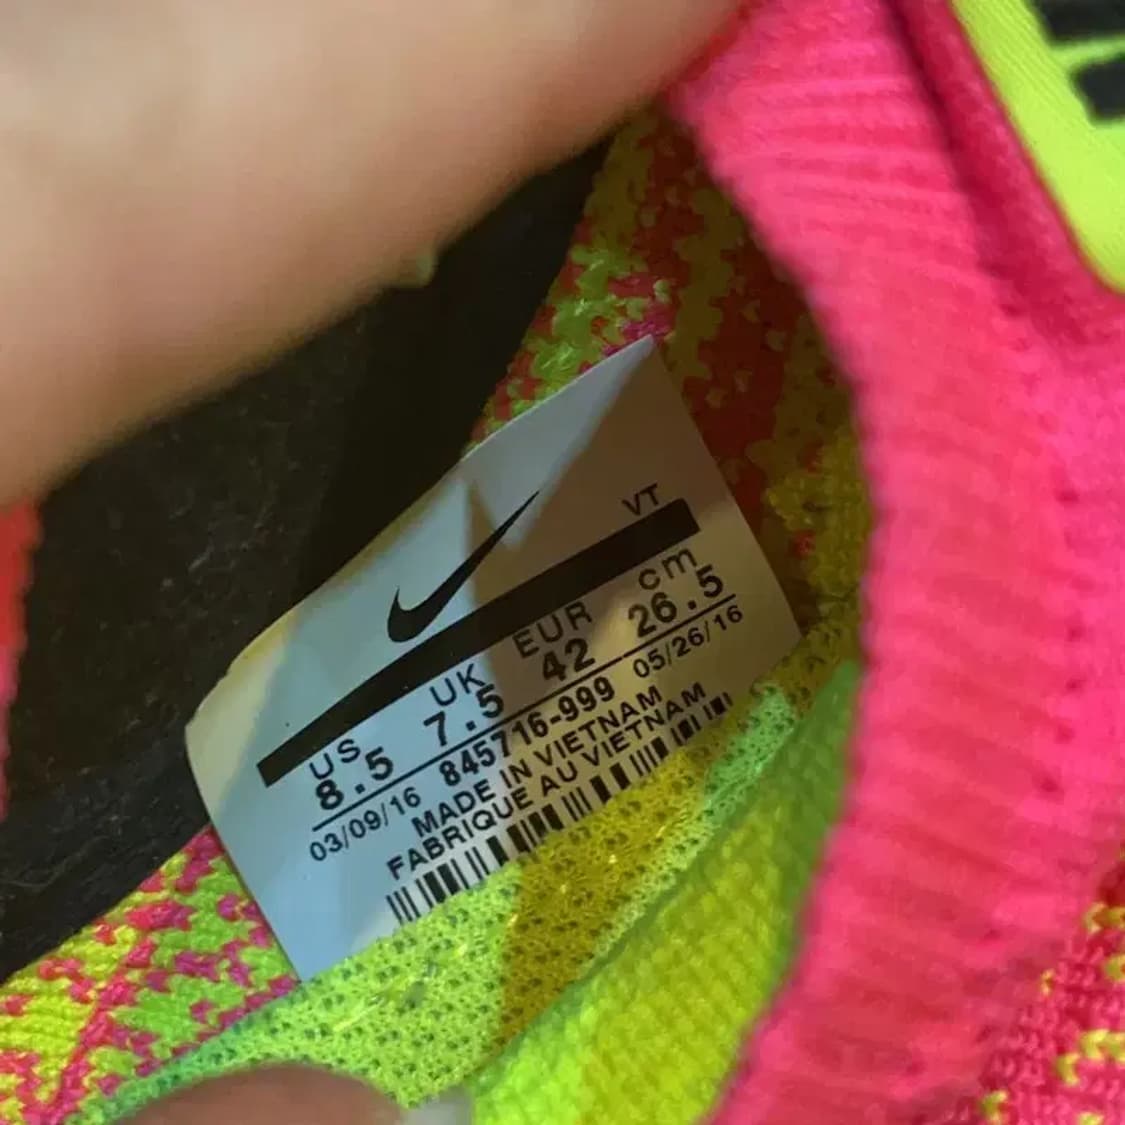 VT
US UK EUR cm
8.5 7.5 42 26.5
03/09/16 845716-999 05/26/16
MADE IN VIETNAM
FABRIQUE AU VIETNAM